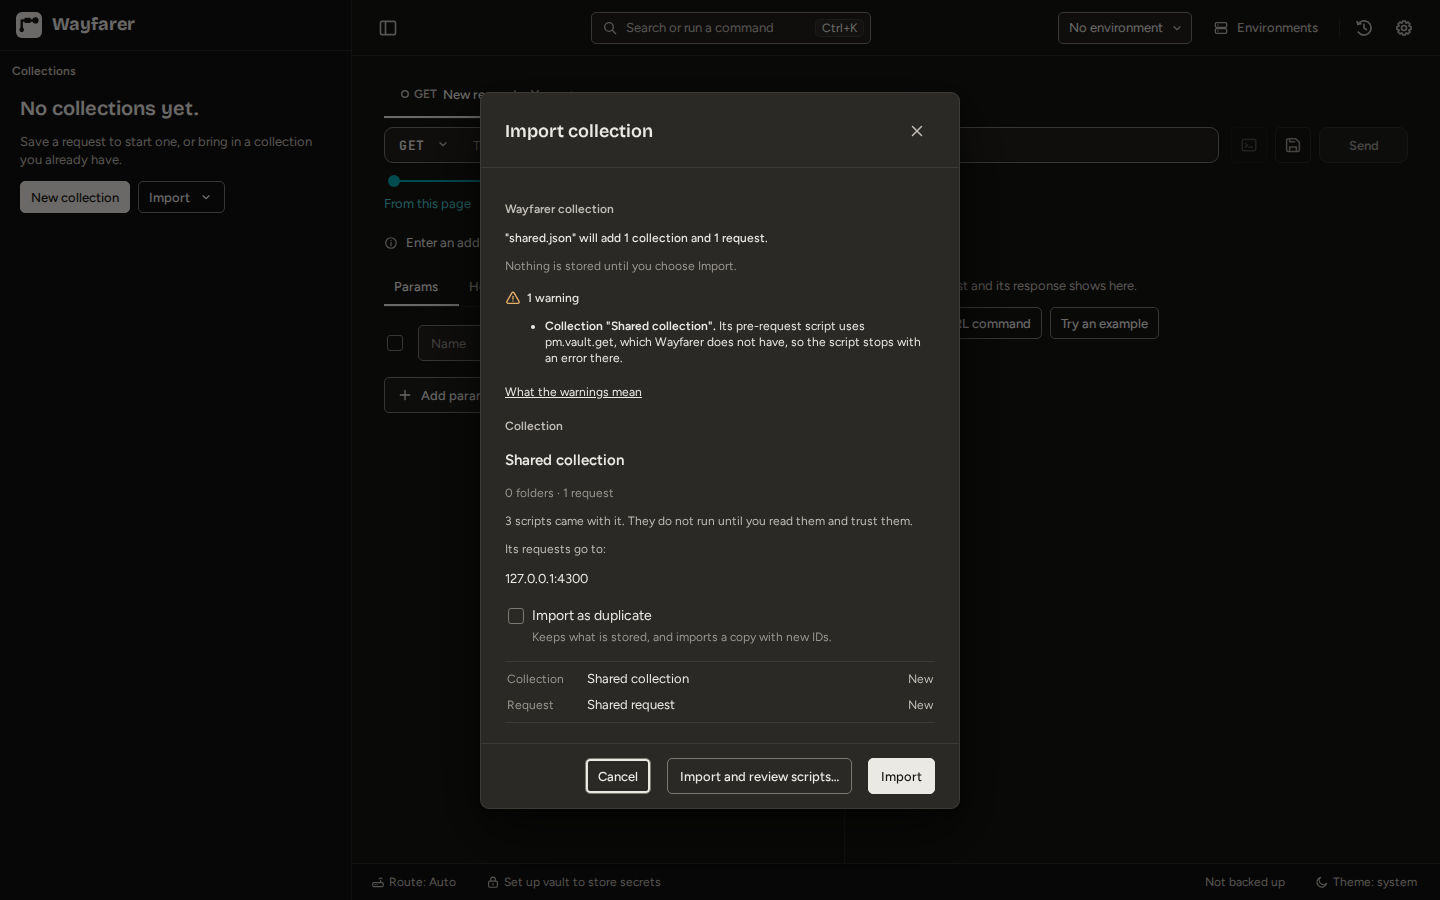 Wayfarer
Search or run a command
Ctrl+K
No environment
Environments
Collections
No collections yet.
Save a request to start one, or bring in a collection
you already have.
New collection
Import
GET New re
GET
Send
From this page
Enter an add
Params
Name
Add para
st and its response shows here.
command
Try an example
Import collection
Wayfarer collection
"shared.json" will add 1 collection and 1 request.
Nothing is stored until you choose Import.
1 warning
• Collection "Shared collection". Its pre-request script uses
pm.vault.get, which Wayfarer does not have, so the script stops with
an error there.
What the warnings mean
Collection
Shared collection
0 folders · 1 request
3 scripts came with it. They do not run until you read them and trust them.
Its requests go to:
127.0.0.1:4300
Import as duplicate
Keeps what is stored, and imports a copy with new IDs.
Collection Shared collection New
Request Shared request New
Cancel
Import and review scripts...
Import
Route: Auto
Set up vault to store secrets
Not backed up
Theme: system